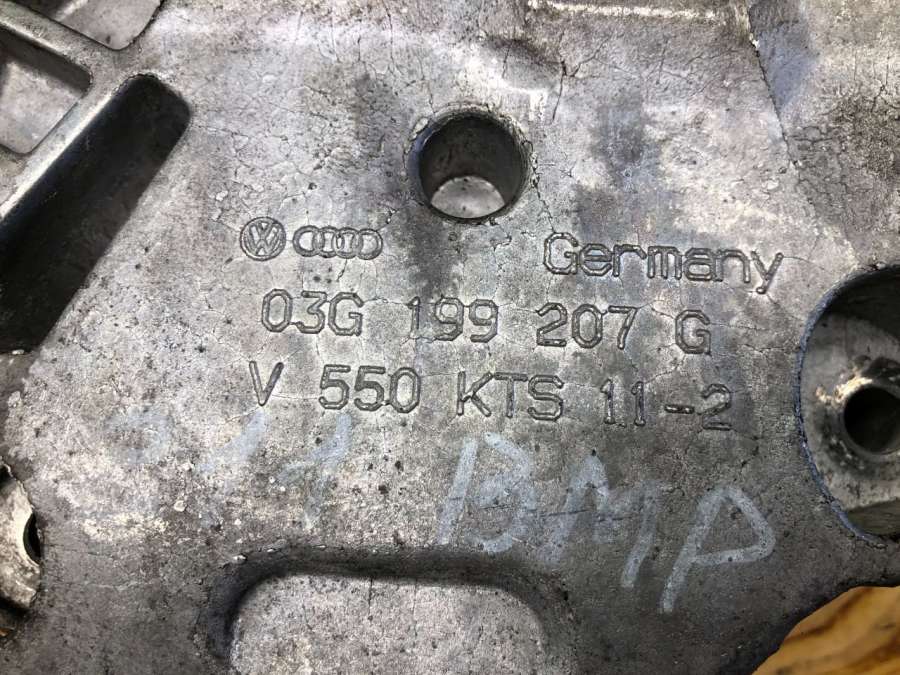 Germany
03G 199 207 G
V 550 KTS 11-2
BMP